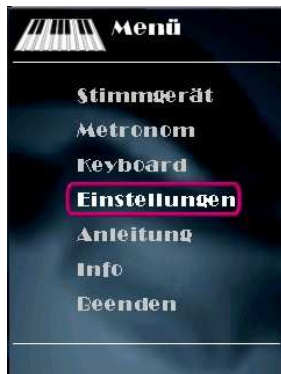 Menü
Stimmgerät
Metronom
Keyboard
Einstellungen
Anleitung
Info
Beenden